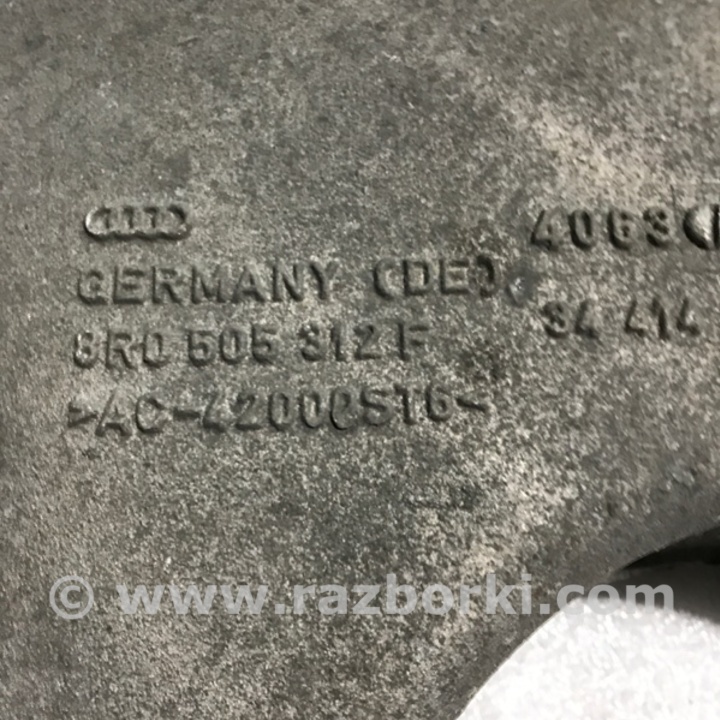 4063
GERMANY (DE)
34 414
8R0 505 312 F
>AC-42000ST6<
© www.razborki.com